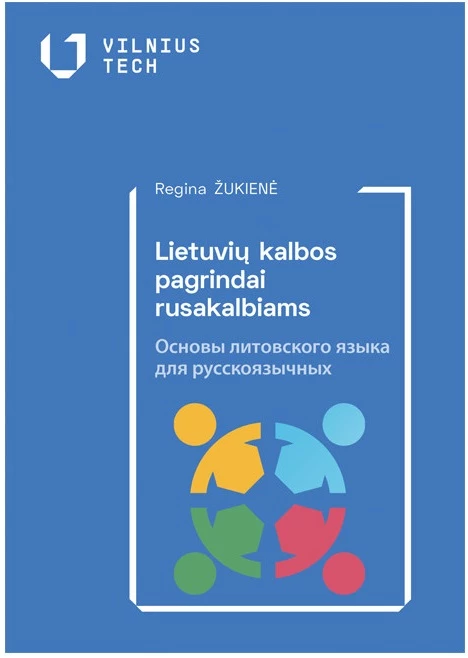 VILNIUS
TECH
Regina ŽUKIENĖ
Lietuvių kalbos
pagrindai
rusakalbiams
Основы литовского языка
для русскоязычных